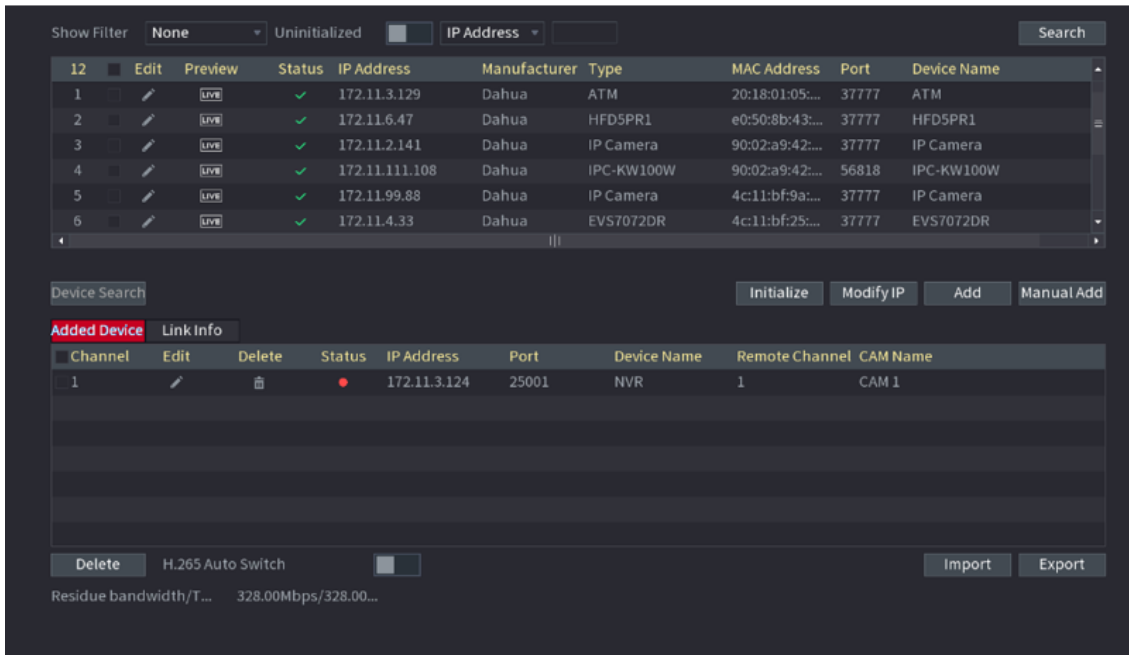 Show Filter None Uninitialized IP Address Search
12 Edit Preview Status IP Address Manufacturer Type MAC Address Port Device Name
1 LIVE 172.11.3.129 Dahua ATM 20:18:01:05:... 37777 ATM
2 LIVE 172.11.6.47 Dahua HFD5PR1 e0:50:8b:43:... 37777 HFD5PR1
3 LIVE 172.11.2.141 Dahua IP Camera 90:02:a9:42:... 37777 IP Camera
4 LIVE 172.11.111.108 Dahua IPC-KW100W 90:02:a9:42:... 56818 IPC-KW100W
5 LIVE 172.11.99.88 Dahua IP Camera 4c:11:bf:9a:... 37777 IP Camera
6 LIVE 172.11.4.33 Dahua EVS7072DR 4c:11:bf:25:... 37777 EVS7072DR
Device Search Initialize Modify IP Add Manual Add
Added Device Link Info
Channel Edit Delete Status IP Address Port Device Name Remote Channel CAM Name
1 172.11.3.124 25001 NVR 1 CAM 1
Delete H.265 Auto Switch Import Export
Residue bandwidth/T... 328.00Mbps/328.00...